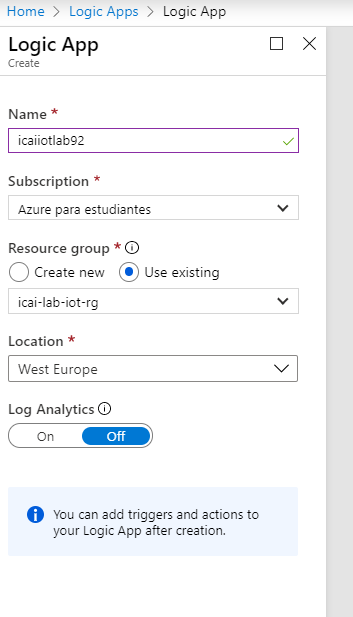 Home > Logic Apps > Logic App
Logic App
Create
Name *
icaiiotlab92
Subscription *
Azure para estudiantes
Resource group *
Create new Use existing
icai-lab-iot-rg
Location *
West Europe
Log Analytics
On Off
You can add triggers and actions to
your Logic App after creation.